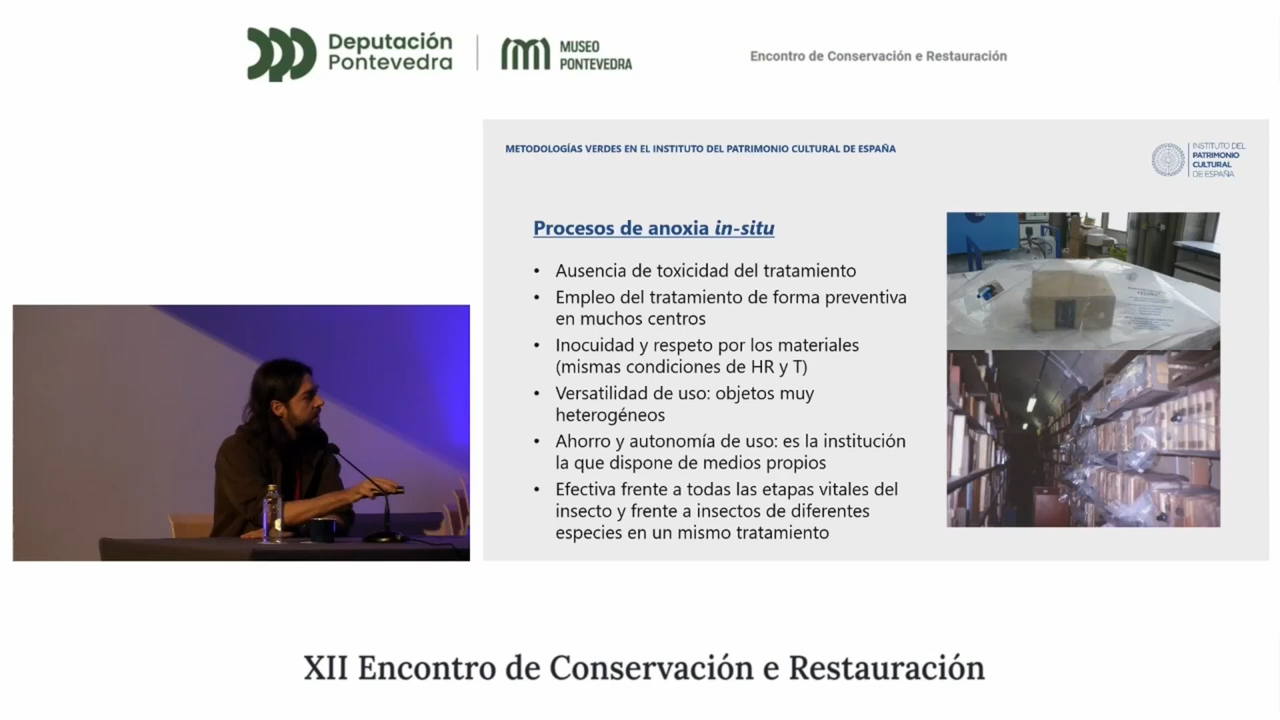 Deputación
Pontevedra
MUSEO
PONTEVEDRA
Encontro de Conservación e Restauración
METODOLOGÍAS VERDES EN EL INSTITUTO DEL PATRIMONIO CULTURAL DE ESPAÑA
INSTITUTO DEL
PATRIMONIO
CULTURAL
DE ESPAÑA
Procesos de anoxia in-situ
• Ausencia de toxicidad del tratamiento
• Empleo del tratamiento de forma preventiva
en muchos centros
• Inocuidad y respeto por los materiales
(mismas condiciones de HR y T)
• Versatilidad de uso: objetos muy
heterogéneos
• Ahorro y autonomía de uso: es la institución
la que dispone de medios propios
• Efectiva frente a todas las etapas vitales del
insecto y frente a insectos de diferentes
especies en un mismo tratamiento
XII Encontro de Conservación e Restauración